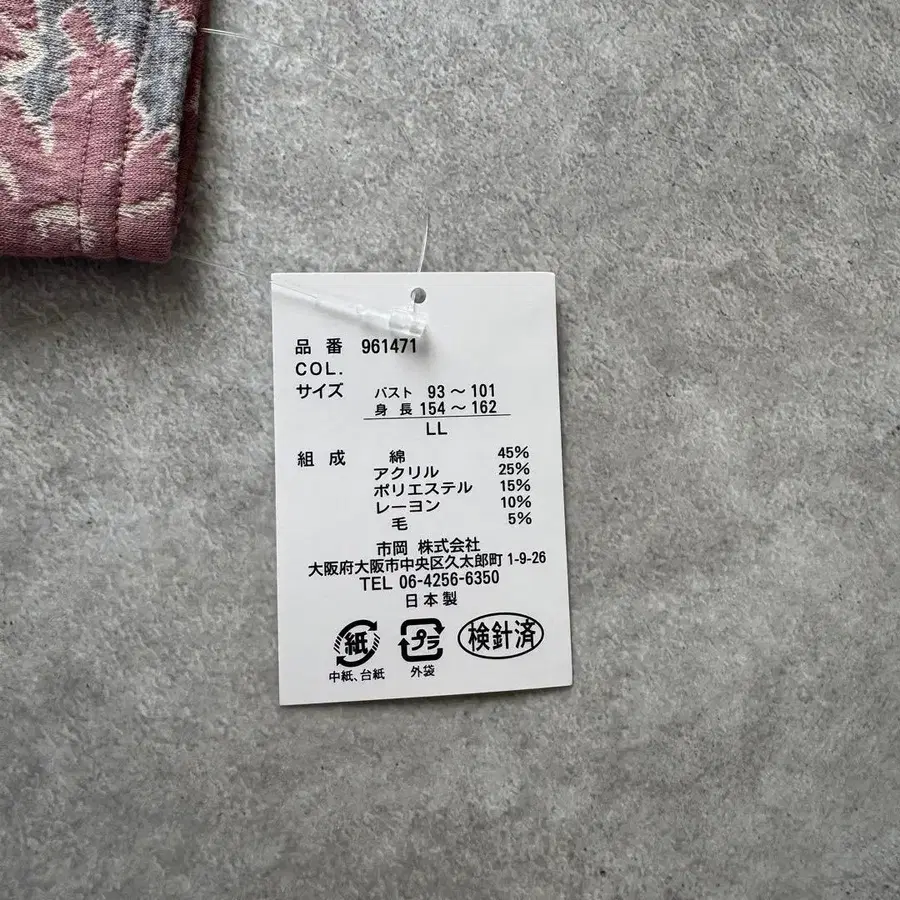 品番 961471
COL.
サイズ バスト 93〜101
身長 154〜162
LL
組成 綿 45%
アクリル 25%
ポリエステル 15%
レーヨン 10%
毛 5%
市岡 株式会社
大阪府大阪市中央区久太郎町 1-9-26
TEL 06-4256-6350
日本製
紙 プラ 検針済
中紙、台紙 外袋